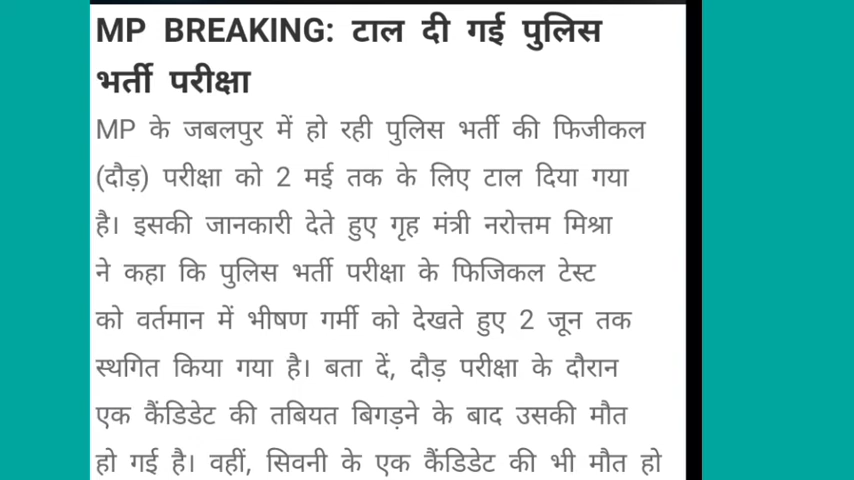 MP BREAKING: टाल दी गई पुलिस
भर्ती परीक्षा
MP के जबलपुर में हो रही पुलिस भर्ती की फिजीकल
(दौड़) परीक्षा को 2 मई तक के लिए टाल दिया गया
है। इसकी जानकारी देते हुए गृह मंत्री नरोत्तम मिश्रा
ने कहा कि पुलिस भर्ती परीक्षा के फिजिकल टेस्ट
को वर्तमान में भीषण गर्मी को देखते हुए 2 जून तक
स्थगित किया गया है। बता दें, दौड़ परीक्षा के दौरान
एक कैंडिडेट की तबियत बिगड़ने के बाद उसकी मौत
हो गई है। वहीं, सिवनी के एक कैंडिडेट की भी मौत हो